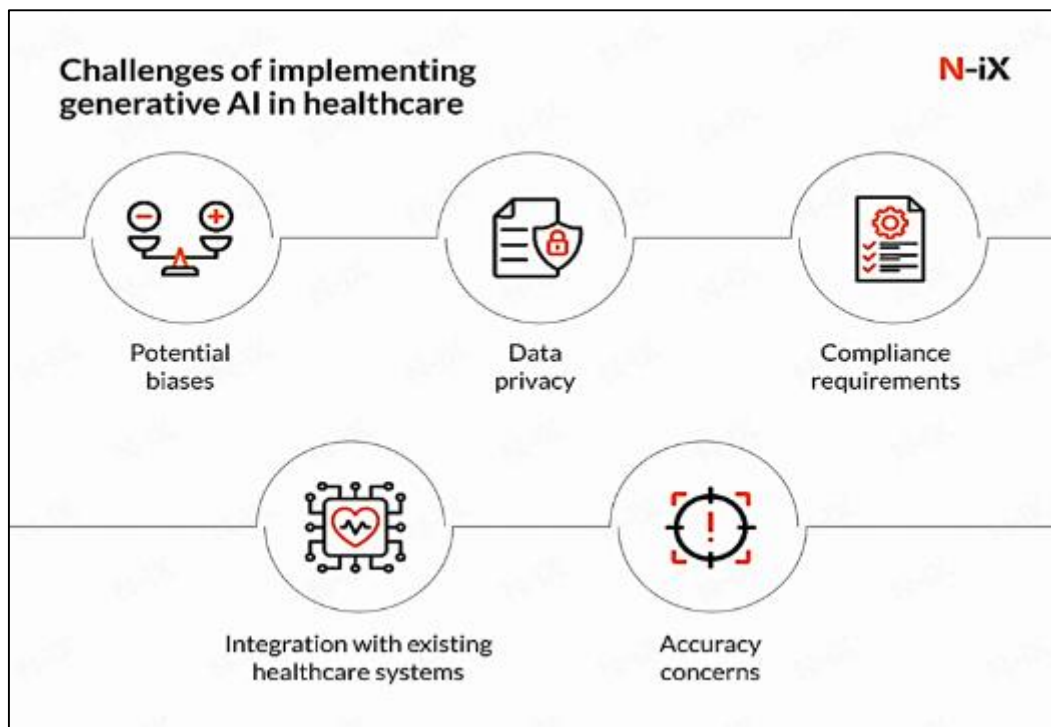 Challenges of implementing
generative AI in healthcare
N-iX
Potential
biases
Data
privacy
Compliance
requirements
Integration with existing
healthcare systems
Accuracy
concerns